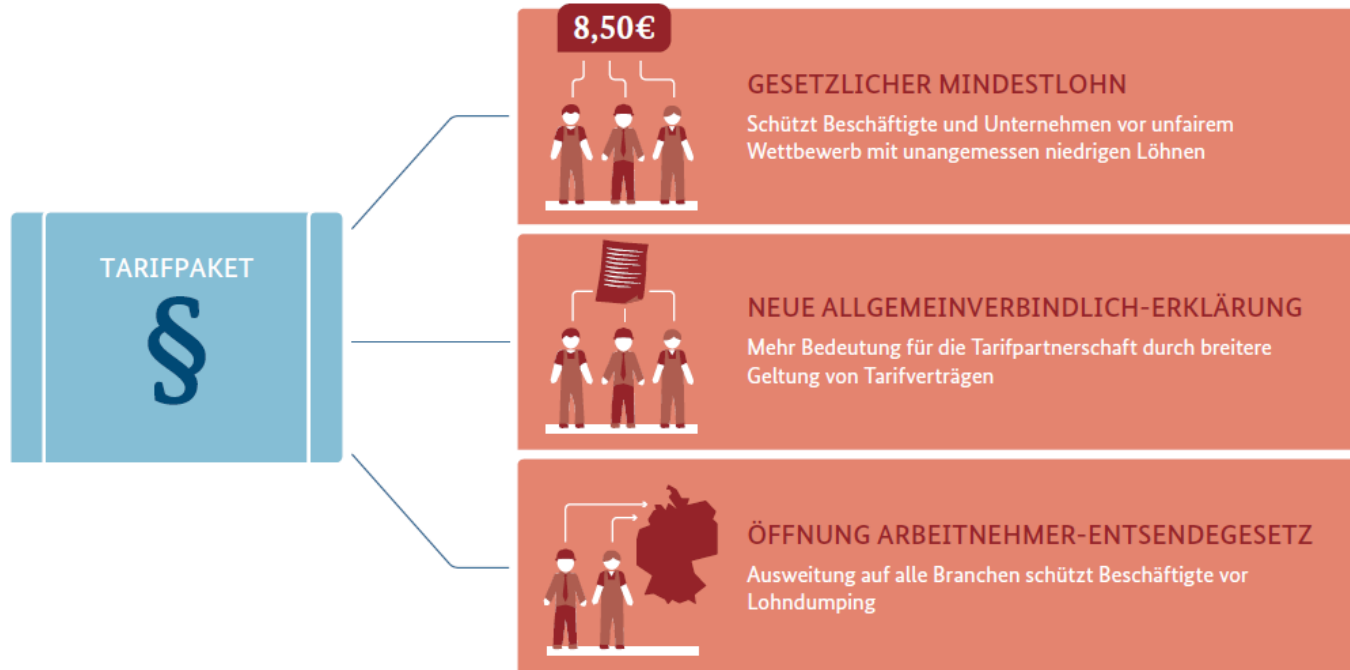 TARIFPAKET
§
8,50€
GESETZLICHER MINDESTLOHN
Schützt Beschäftigte und Unternehmen vor unfairem
Wettbewerb mit unangemessen niedrigen Löhnen
NEUE ALLGEMEINVERBINDLICH-ERKLÄRUNG
Mehr Bedeutung für die Tarifpartnerschaft durch breitere
Geltung von Tarifverträgen
ÖFFNUNG ARBEITNEHMER-ENTSENDEGESETZ
Ausweitung auf alle Branchen schützt Beschäftigte vor
Lohndumping